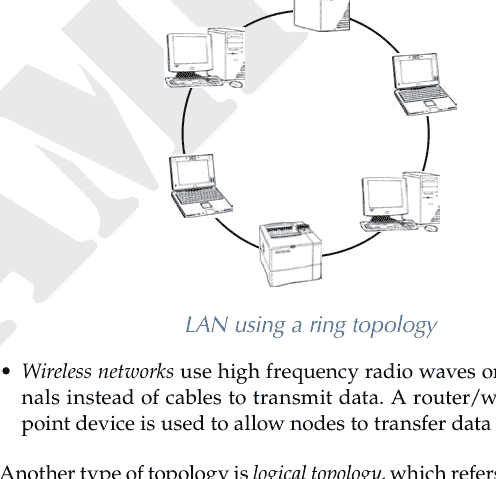 LAN using a ring topology
• Wireless networks use high frequency radio waves or
nals instead of cables to transmit data. A router/w
point device is used to allow nodes to transfer data
Another type of topology is logical topology, which refers